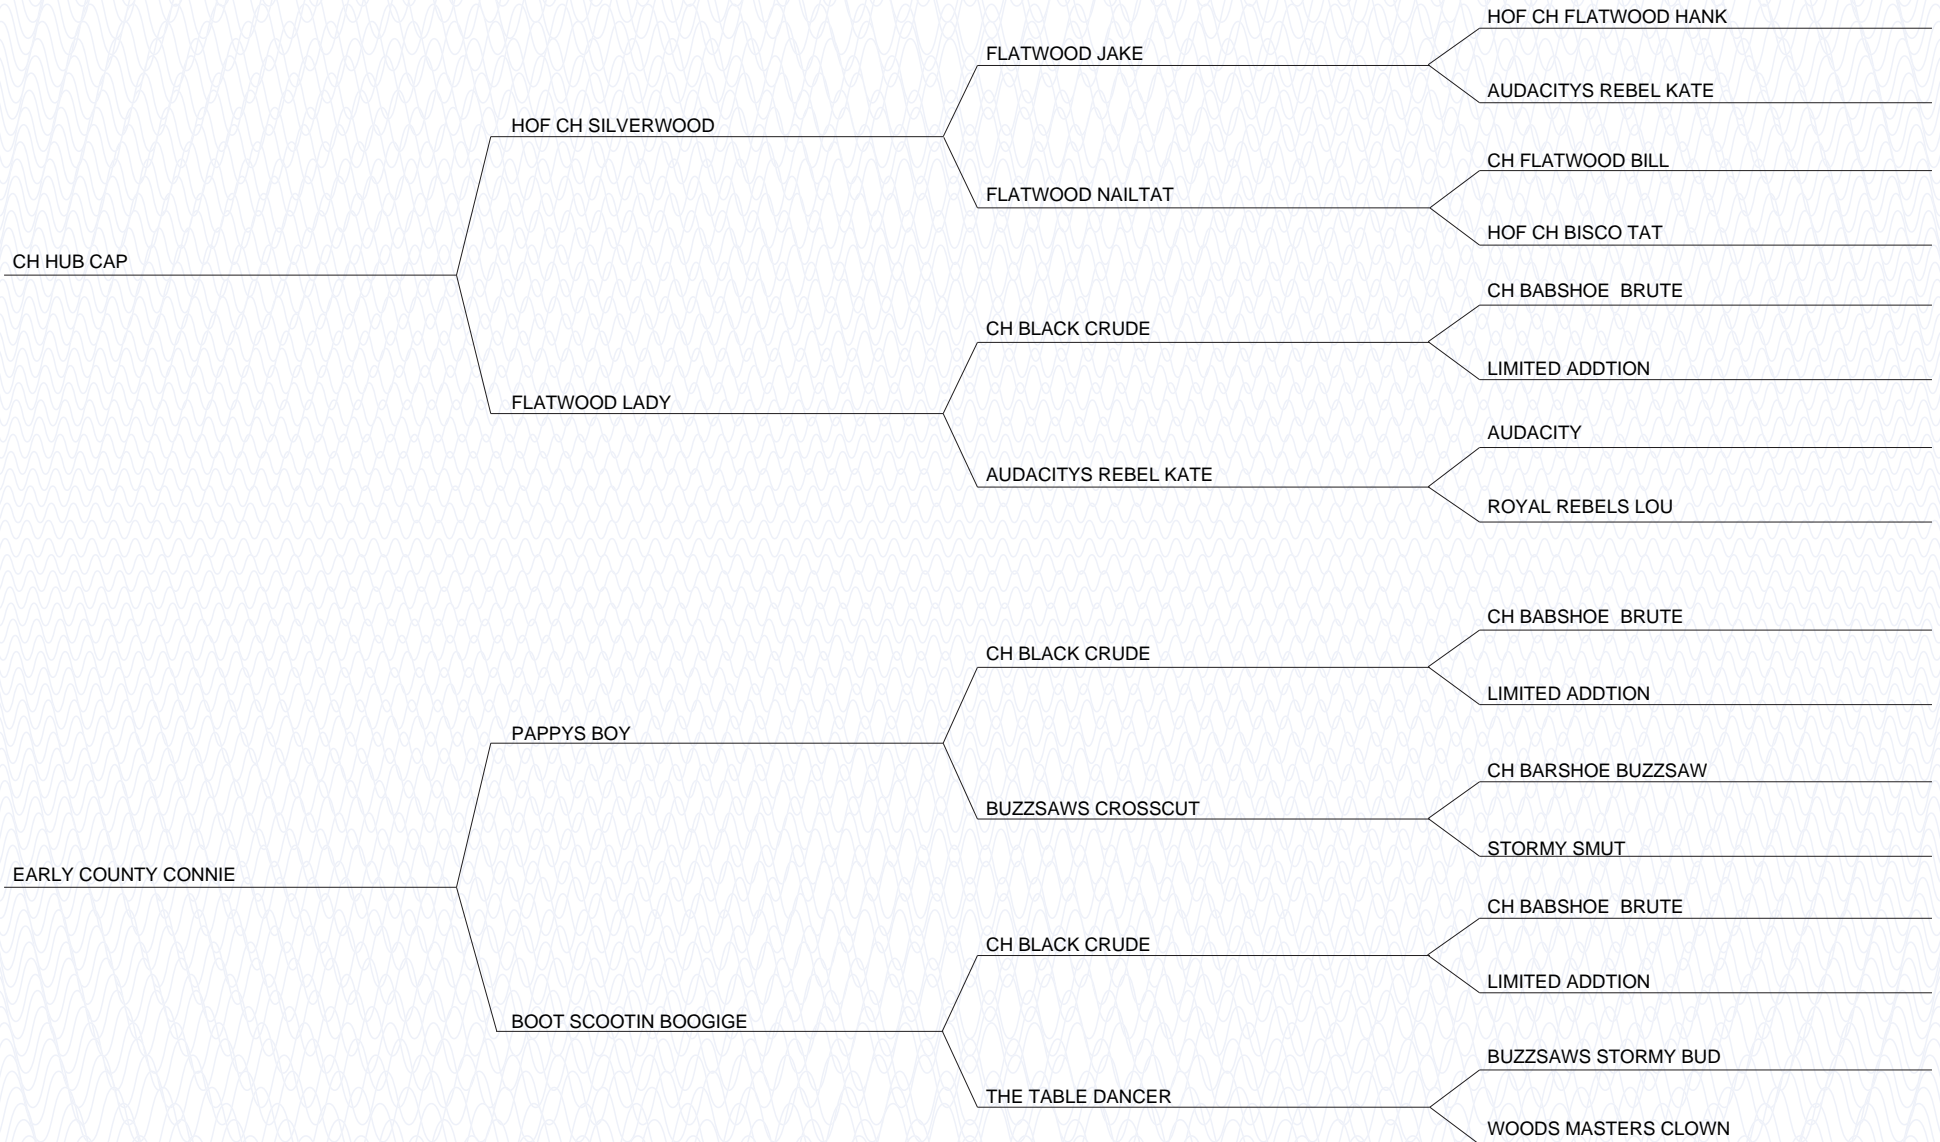 HOF CH FLATWOOD HANK
FLATWOOD JAKE
AUDACITYS REBEL KATE
HOF CH SILVERWOOD
CH FLATWOOD BILL
FLATWOOD NAILTAT
HOF CH BISCO TAT
CH HUB CAP
CH BABSHOE  BRUTE
CH BLACK CRUDE
LIMITED ADDTION
FLATWOOD LADY
AUDACITY
AUDACITYS REBEL KATE
ROYAL REBELS LOU
CH BABSHOE  BRUTE
CH BLACK CRUDE
LIMITED ADDTION
PAPPYS BOY
CH BARSHOE BUZZSAW
BUZZSAWS CROSSCUT
STORMY SMUT
EARLY COUNTY CONNIE
CH BABSHOE  BRUTE
CH BLACK CRUDE
LIMITED ADDTION
BOOT SCOOTIN BOOGIGE
BUZZSAWS STORMY BUD
THE TABLE DANCER
WOODS MASTERS CLOWN